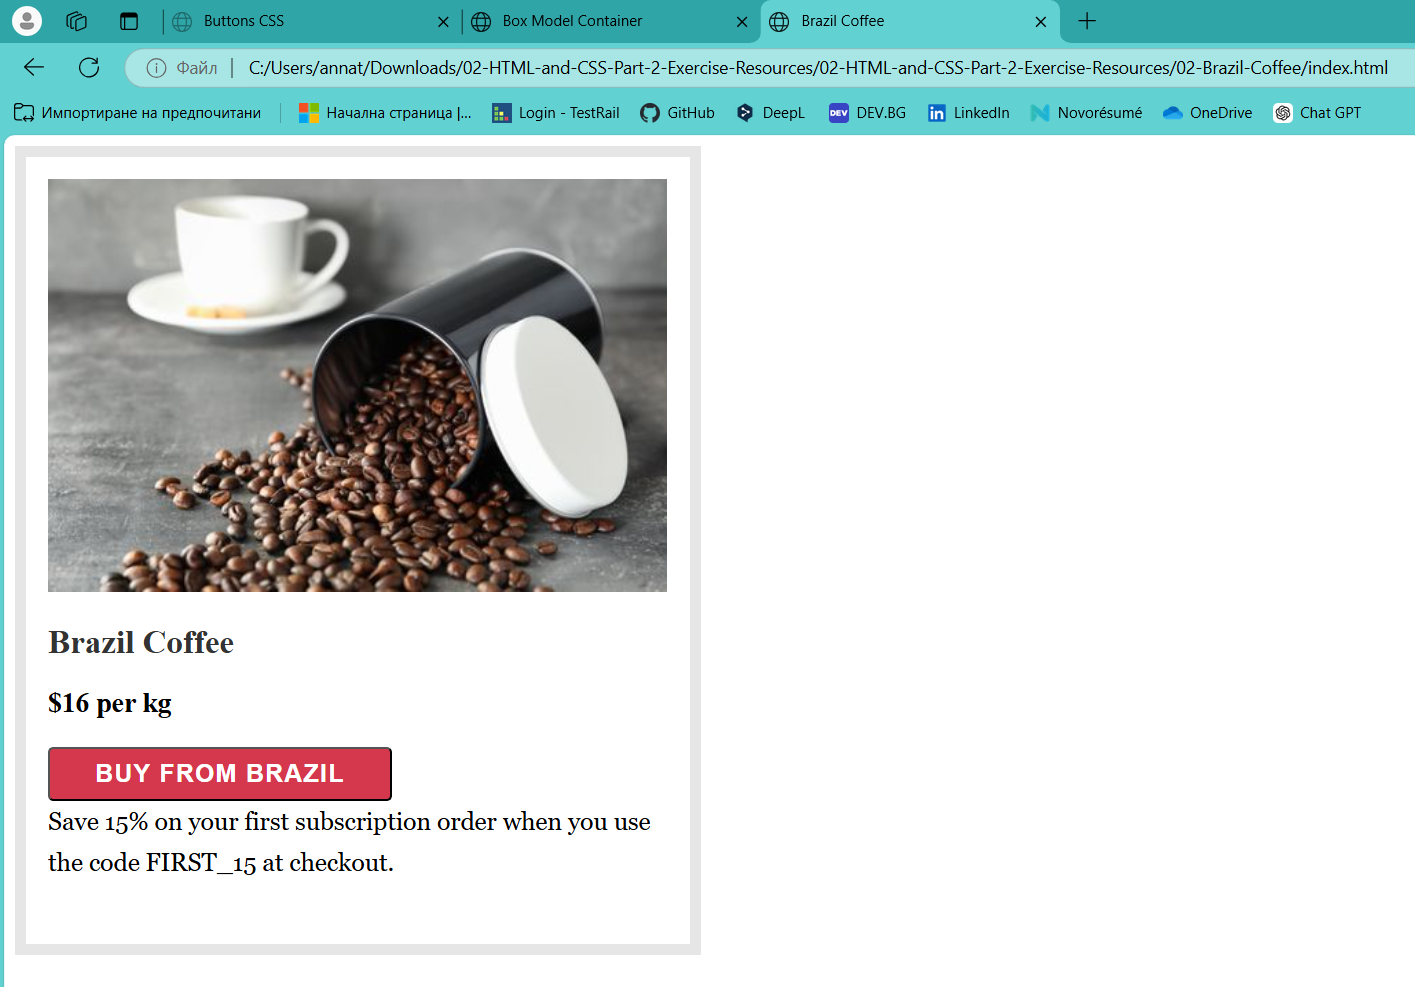 Buttons CSS
Box Model Container
Brazil Coffee
Файл
C:/Users/annat/Downloads/02-HTML-and-CSS-Part-2-Exercise-Resources/02-HTML-and-CSS-Part-2-Exercise-Resources/02-Brazil-Coffee/index.html
Импортиране на предпочитани
Начална страница |...
Login - TestRail
GitHub
DeepL
DEV
DEV.BG
LinkedIn
Novorésumé
OneDrive
Chat GPT
Brazil Coffee
$16 per kg
BUY FROM BRAZIL
Save 15% on your first subscription order when you use
the code FIRST_15 at checkout.